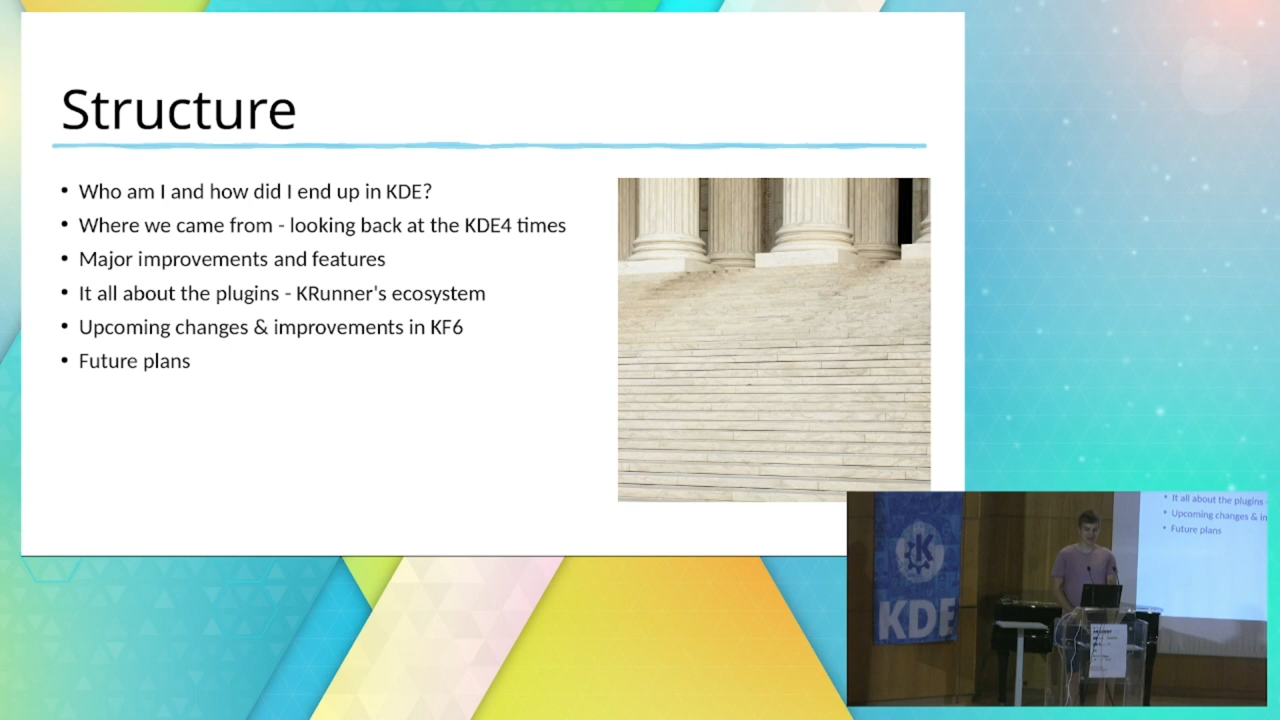 Structure
• Who am I and how did I end up in KDE?
• Where we came from - looking back at the KDE4 times
• Major improvements and features
• It all about the plugins - KRunner's ecosystem
• Upcoming changes & improvements in KF6
• Future plans
• It all about the plugins -
• Upcoming changes & in
• Future plans
K
KDE